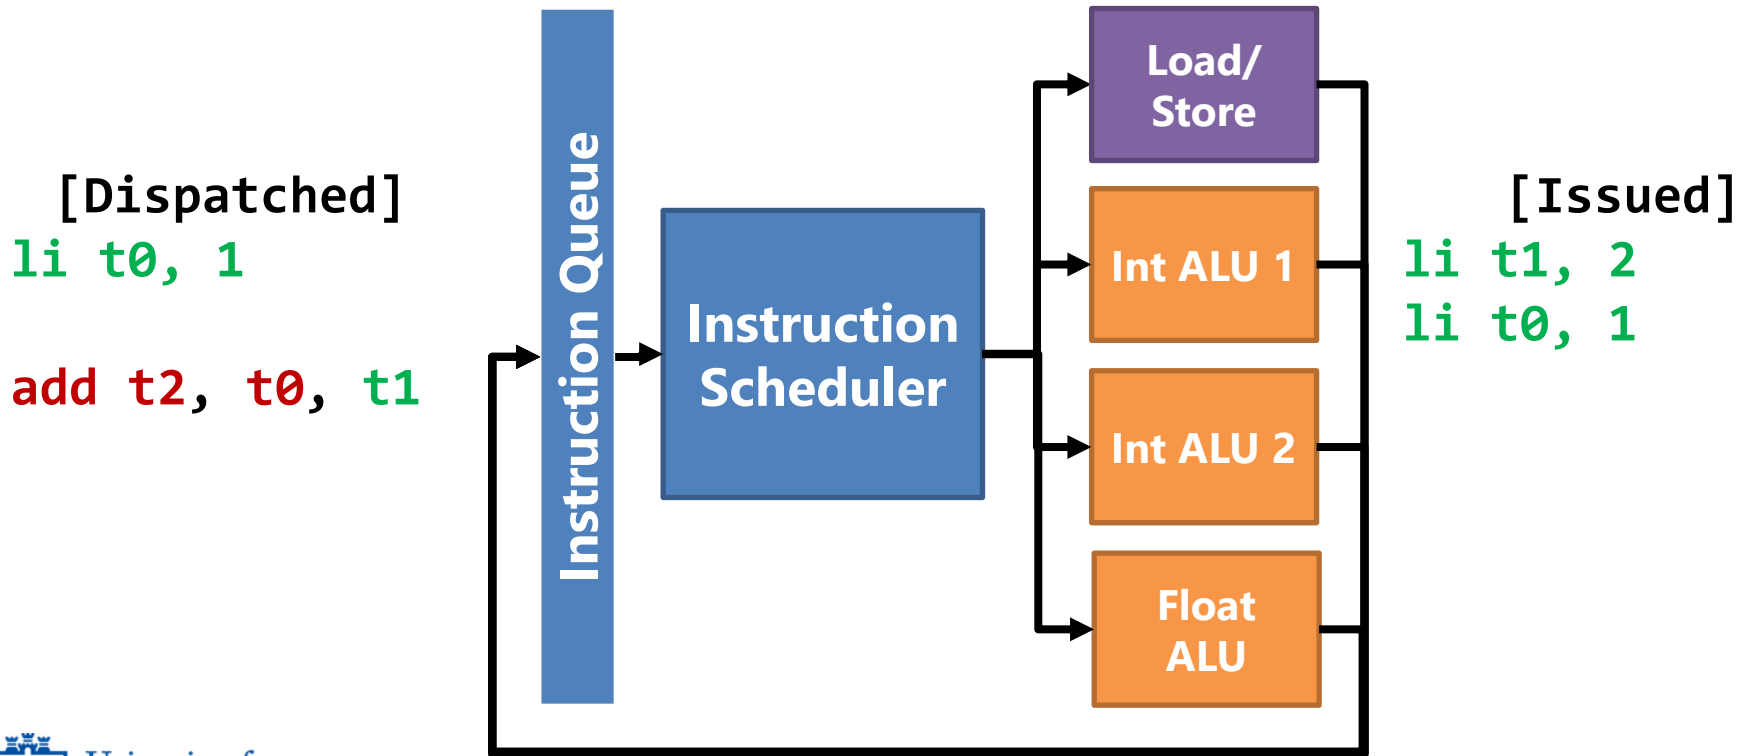 [Dispatched]
li t0, 1
add t2, t0, t1
Instruction Queue
Instruction
Scheduler
Load/
Store
Int ALU 1
Int ALU 2
Float
ALU
[Issued]
li t1, 2
li t0, 1